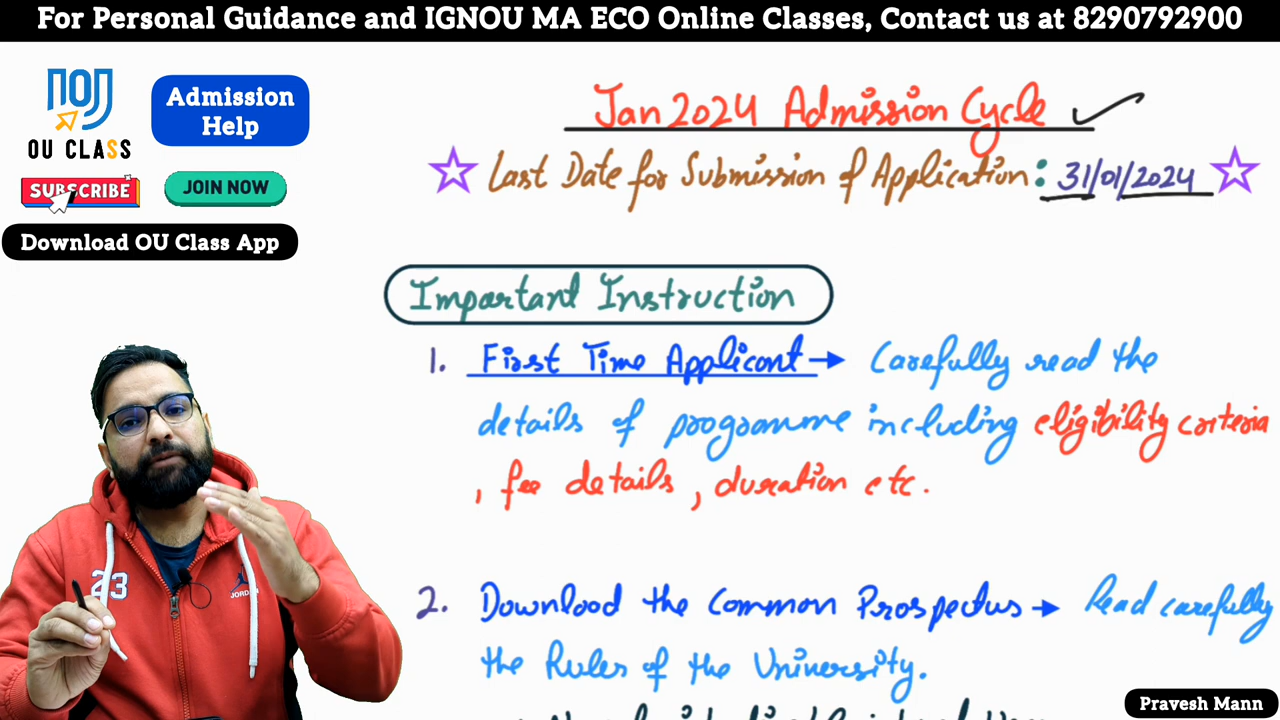 For Personal Guidance and IGNOU MA ECO Online Classes, Contact us at 8290792900
OU CLASS
Admission
Help
SUBSCRIBE
JOIN NOW
Download OU Class App
Jan 2024 Admission Cycle
Last Date for Submission of Application : 31/01/2024
Important Instruction
1. First Time Applicant → Carefully read the
details of programme including eligibility criteria
, fee details, duration etc.
2. Download the Common Prospectus → Read carefully
the Rules of the University.
23
JORDAN
Pravesh Mann